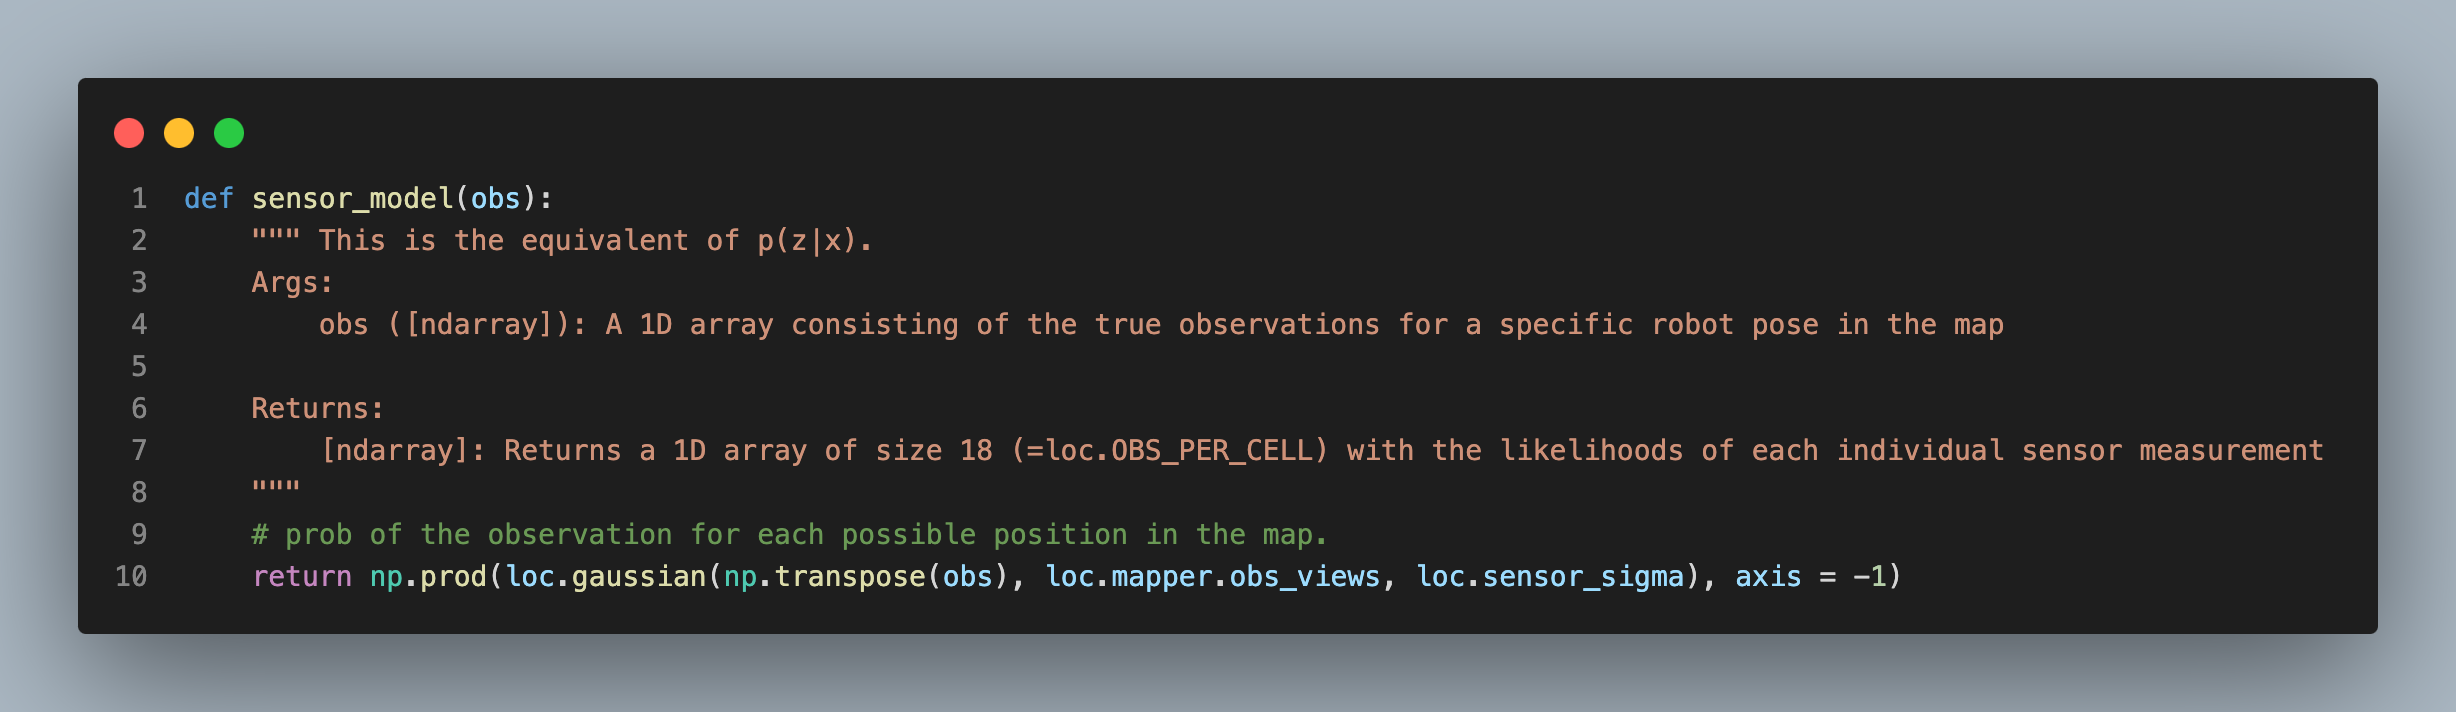 1 def sensor_model(obs):
2     """ This is the equivalent of p(z|x).
3     Args:
4         obs ([ndarray]): A 1D array consisting of the true observations for a specific robot pose in the map
5
6     Returns:
7         [ndarray]: Returns a 1D array of size 18 (=loc.OBS_PER_CELL) with the likelihoods of each individual sensor measurement
8     """
9     # prob of the observation for each possible position in the map.
10     return np.prod(loc.gaussian(np.transpose(obs), loc.mapper.obs_views, loc.sensor_sigma), axis = -1)